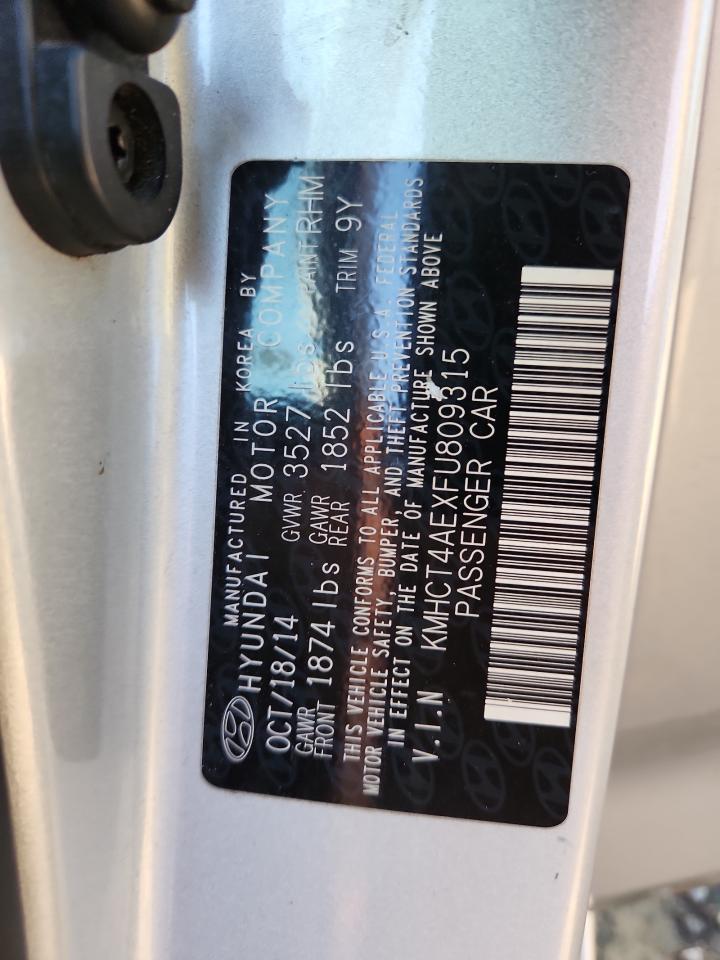 MANUFACTURED IN KOREA BY
HYUNDAI MOTOR COMPANY
OCT/18/14 GVWR 3527 lbs PAINT RHM
GAWR FRONT 1874 lbs GAWR REAR 1852 lbs TRIM 9Y
THIS VEHICLE CONFORMS TO ALL APPLICABLE U.S.A. FEDERAL
MOTOR VEHICLE SAFETY, BUMPER, AND THEFT PREVENTION STANDARDS
IN EFFECT ON THE DATE OF MANUFACTURE SHOWN ABOVE
V.I.N KMHCT4AEXFU809315
PASSENGER CAR